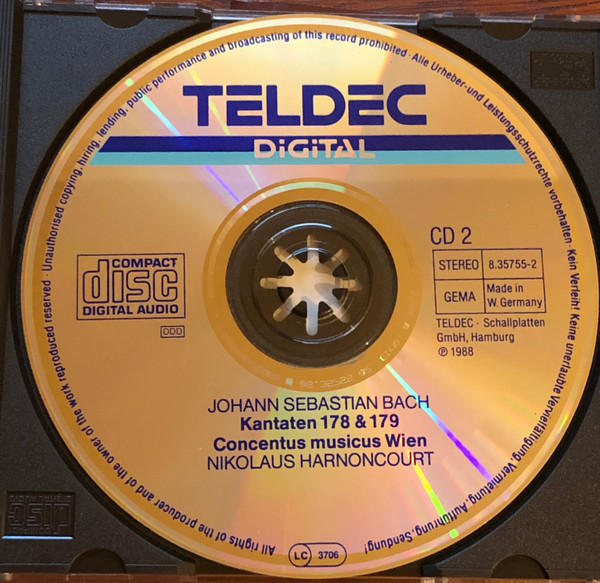 TELDEC
DiGiTAL
CD 2
STEREO 8.35755-2
GEMA Made in W. Germany
TELDEC · Schallplatten
GmbH, Hamburg
℗ 1988
COMPACT
disc
DIGITAL AUDIO
DDD
JOHANN SEBASTIAN BACH
Kantaten 178 & 179
Concentus musicus Wien
NIKOLAUS HARNONCOURT
LC 3706
All rights of the producer and of the owner of the work reproduced reserved · Unauthorised copying, hiring, lending, public performance and broadcasting of this record prohibited · Alle Urheber- und Leistungsschutzrechte vorbehalten · Kein Verleih! Keine unerlaubte Vervielfältigung, Vermietung, Aufführung, Sendung!